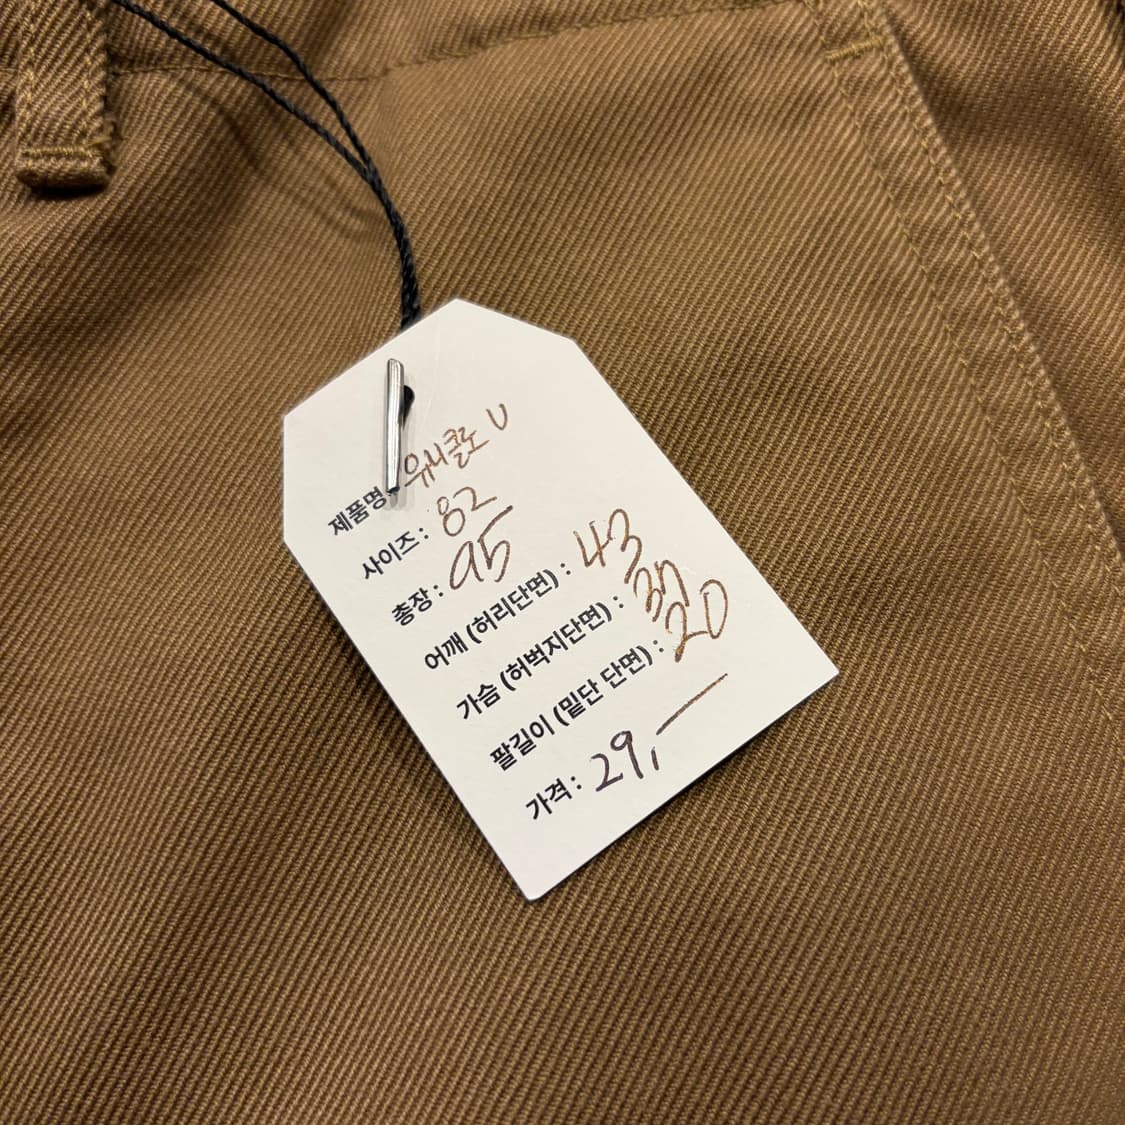 제품명: 유니클로 U
사이즈: 82
총장: 95
어깨 (허리단면) : 43
가슴 (허벅지단면) :
팔길이 (밑단 단면) : 20
가격: 29,—